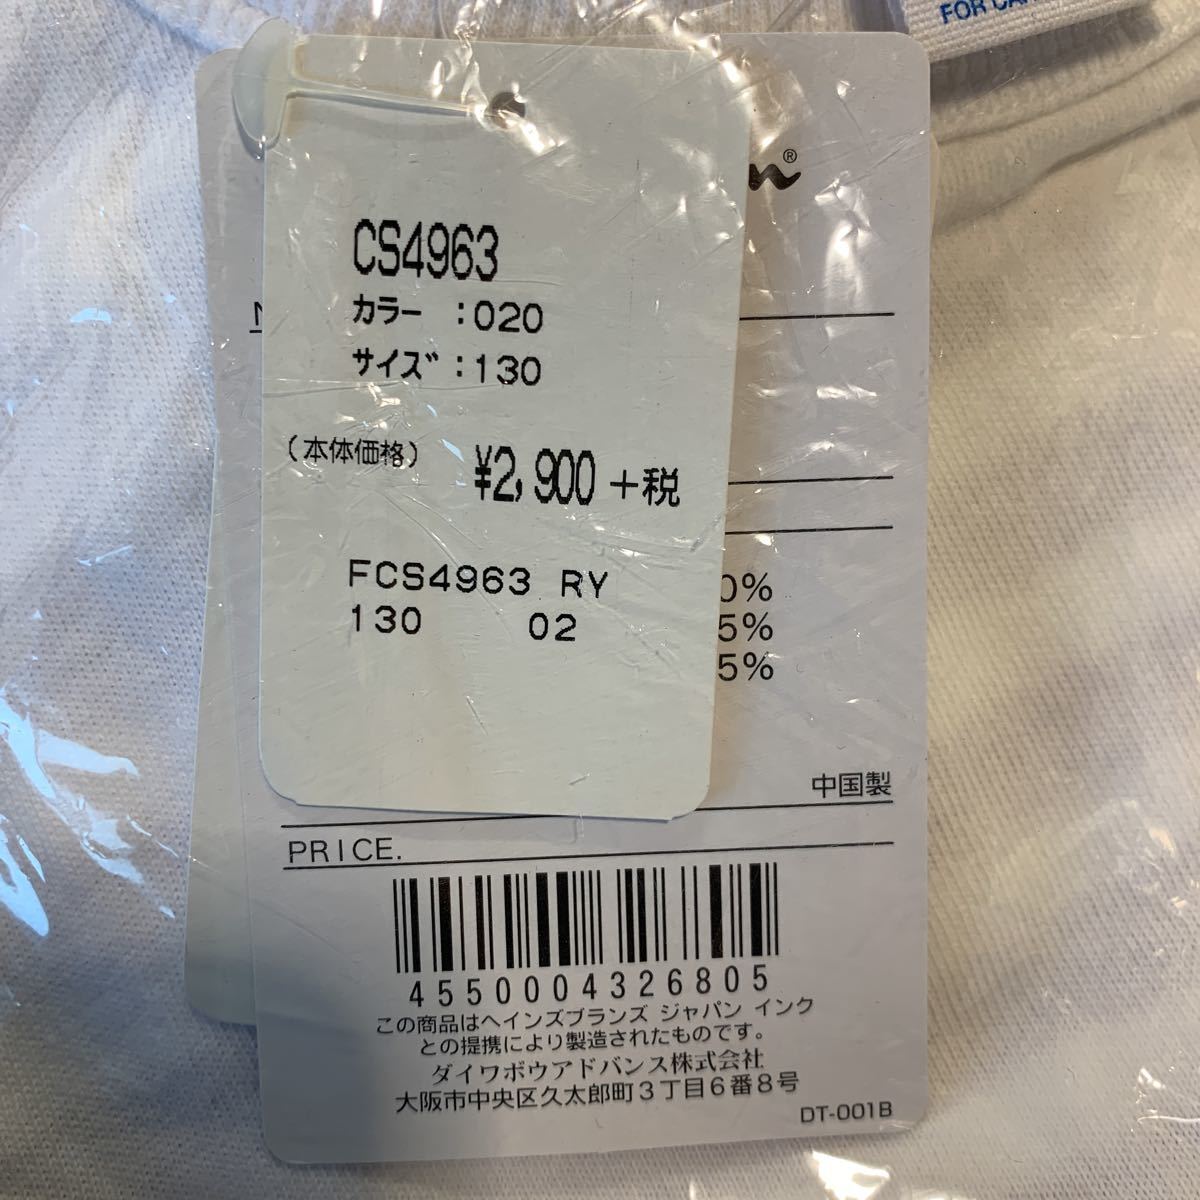 FOR
CS4963
カラー :020
サイズ :130
(本体価格) ¥2,900 +税
FCS4963 RY
130 02
0%
5%
5%
中国製
PRICE.
4550004326805
この商品はヘインズブランズ ジャパン インク
との提携により製造されたものです。
ダイワボウアドバンス株式会社
大阪市中央区久太郎町3丁目6番8号
DT-001B